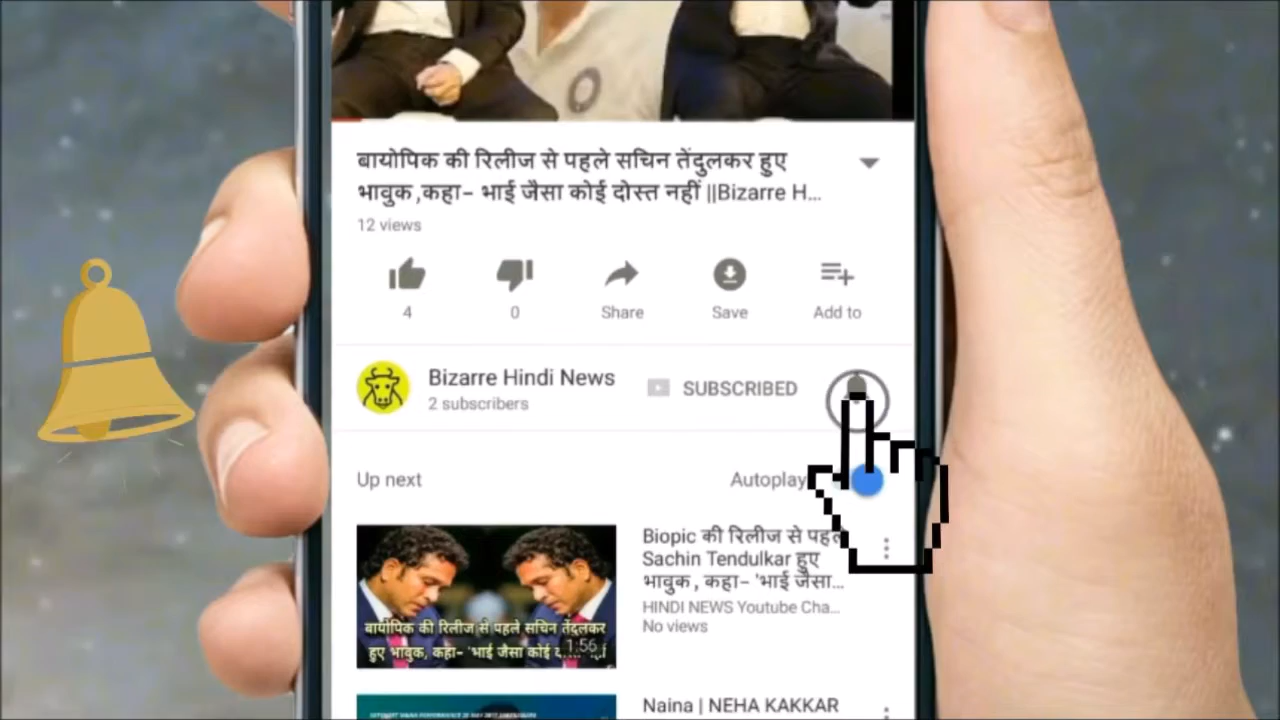 बायोपिक की रिलीज से पहले सचिन तेंदुलकर हुए
भावुक,कहा– भाई जैसा कोई दोस्त नहीं ||Bizarre H...
12 views
4
0
Share
Save
Add to
Bizarre Hindi News
SUBSCRIBED
2 subscribers
Up next
Autoplay
Biopic की रिलीज से पहले
Sachin Tendulkar हुए
भावुक, कहा– 'भाई जैसा...
HINDI NEWS Youtube Cha...
No views
बायोपिक की रिलीज से पहले सचिन तेंदुलकर
हुए भावुक, कहा– 'भाई जैसा कोई
1:56
Naina | NEHA KAKKAR